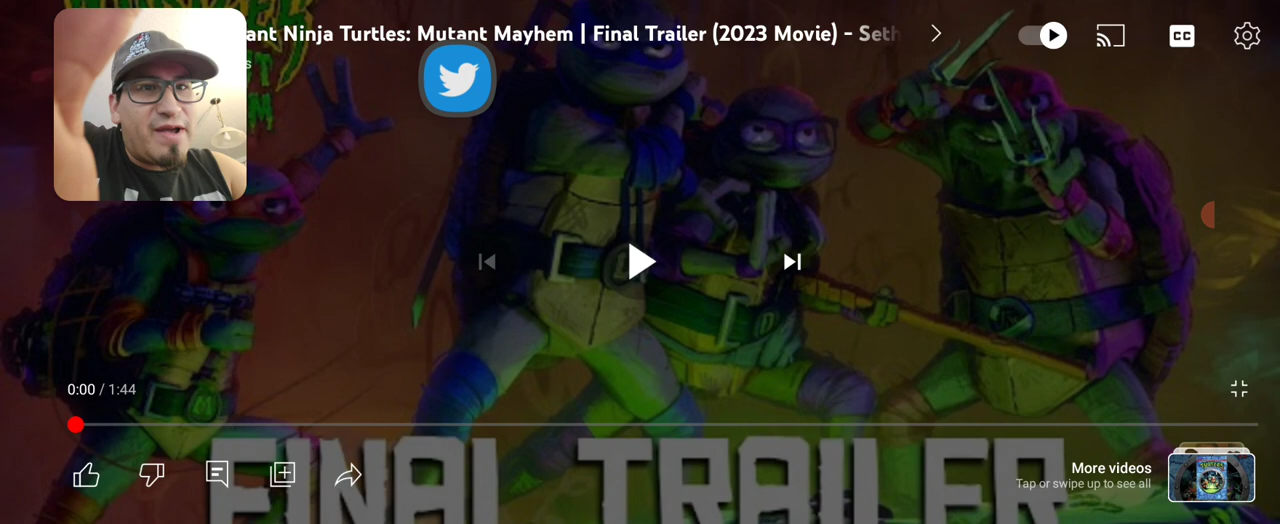 ant Ninja Turtles: Mutant Mayhem | Final Trailer (2023 Movie) - Seth
s
CC
0:00 / 1:44
FINAL TRAILER
More videos
Tap or swipe up to see all